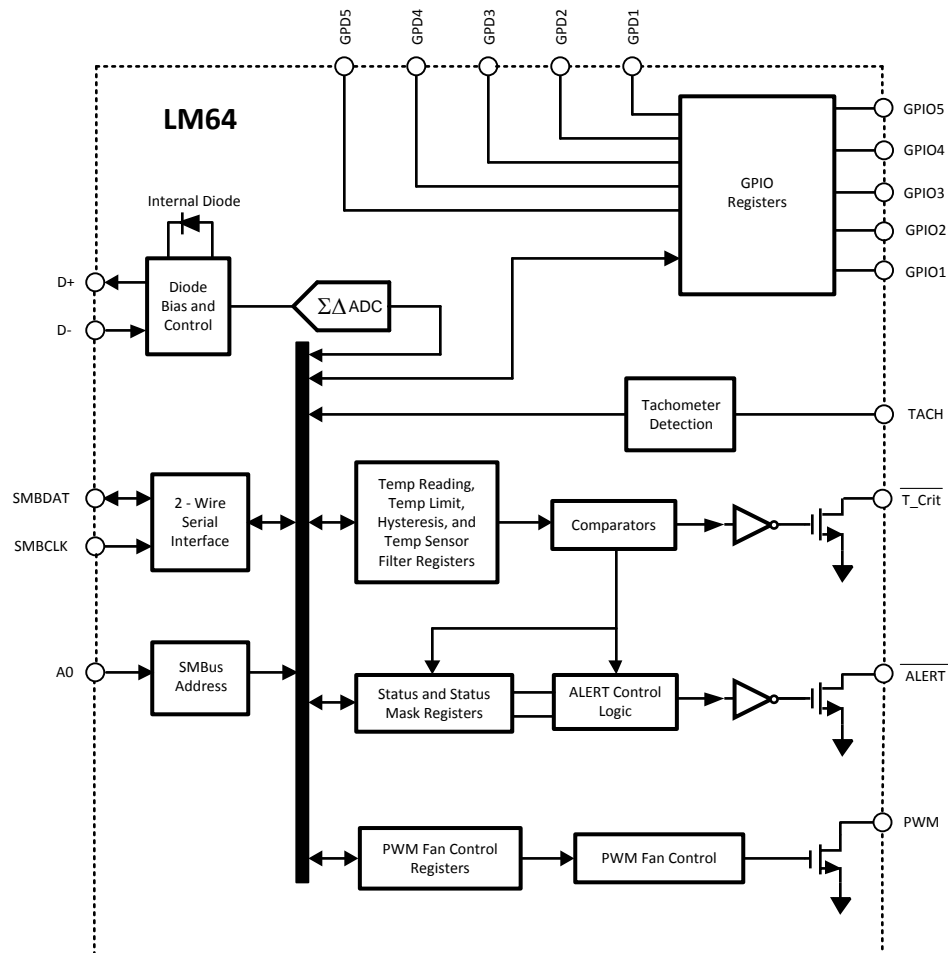 GPD5
GPD4
GPD3
GPD2
GPD1
LM64
GPIO5
GPIO4
GPIO3
GPIO2
GPIO1
GPIO
Registers
Internal Diode
D+
D-
Diode
Bias and
Control
ΣΔ ADC
Tachometer
Detection
TACH
SMBDAT
SMBCLK
2 - Wire
Serial
Interface
Temp Reading,
Temp Limit,
Hysteresis, and
Temp Sensor
Filter Registers
Comparators
T_Crit
A0
SMBus
Address
Status and Status
Mask Registers
ALERT Control
Logic
ALERT
PWM Fan Control
Registers
PWM Fan Control
PWM